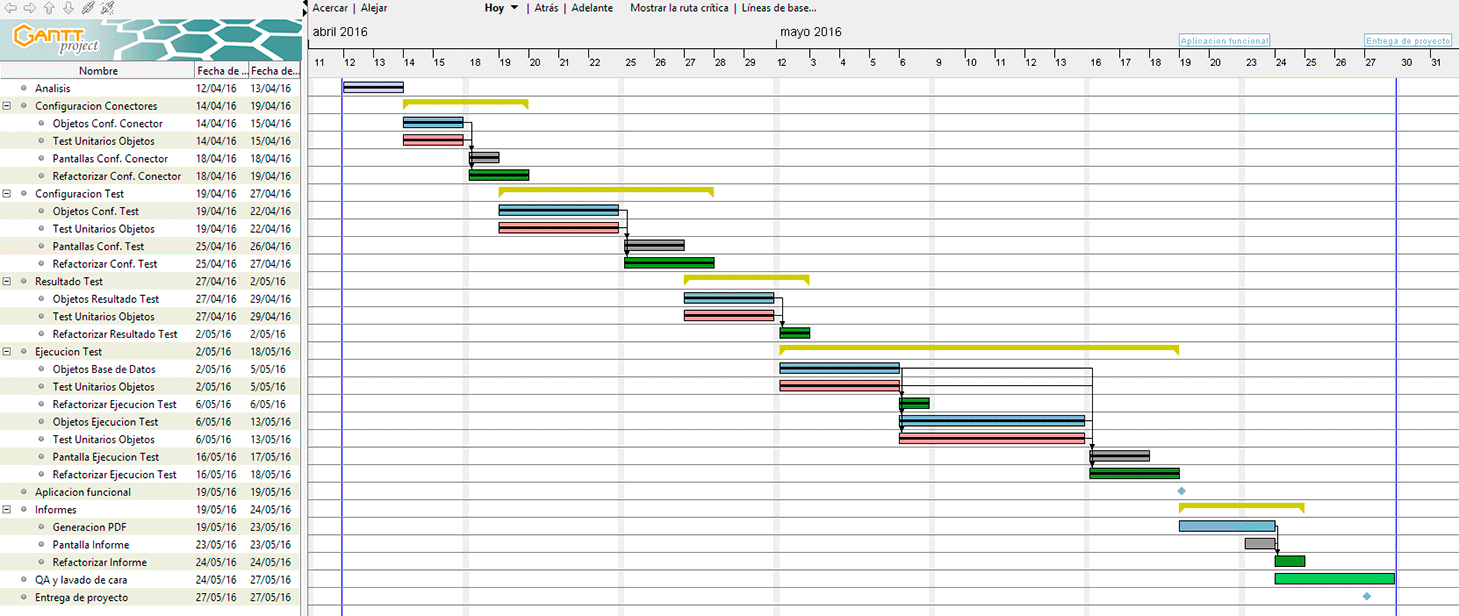 Acercar | Alejar Hoy | Atrás | Adelante Mostrar la ruta crítica | Líneas de base...
GANTT project
abril 2016 mayo 2016
Aplicacion funcional Entrega de proyecto
11 12 13 14 15 18 19 20 21 22 25 26 27 28 29 2 3 4 5 6 9 10 11 12 13 16 17 18 19 20 23 24 25 26 27 30 31
Nombre Fecha de ... Fecha de...
Analisis 12/04/16 13/04/16
Configuracion Conectores 14/04/16 19/04/16
Objetos Conf. Conector 14/04/16 15/04/16
Test Unitarios Objetos 14/04/16 15/04/16
Pantallas Conf. Conector 18/04/16 18/04/16
Refactorizar Conf. Conector 18/04/16 19/04/16
Configuracion Test 19/04/16 27/04/16
Objetos Conf. Test 19/04/16 22/04/16
Test Unitarios Objetos 19/04/16 22/04/16
Pantallas Conf. Test 25/04/16 26/04/16
Refactorizar Conf. Test 25/04/16 27/04/16
Resultado Test 27/04/16 2/05/16
Objetos Resultado Test 27/04/16 29/04/16
Test Unitarios Objetos 27/04/16 29/04/16
Refactorizar Resultado Test 2/05/16 2/05/16
Ejecucion Test 2/05/16 18/05/16
Objetos Base de Datos 2/05/16 5/05/16
Test Unitarios Objetos 2/05/16 5/05/16
Refactorizar Ejecucion Test 6/05/16 6/05/16
Objetos Ejecucion Test 6/05/16 13/05/16
Test Unitarios Objetos 6/05/16 13/05/16
Pantalla Ejecucion Test 16/05/16 17/05/16
Refactorizar Ejecucion Test 16/05/16 18/05/16
Aplicacion funcional 19/05/16 19/05/16
Informes 19/05/16 24/05/16
Generacion PDF 19/05/16 23/05/16
Pantalla Informe 23/05/16 23/05/16
Refactorizar Informe 24/05/16 24/05/16
QA y lavado de cara 24/05/16 27/05/16
Entrega de proyecto 27/05/16 27/05/16